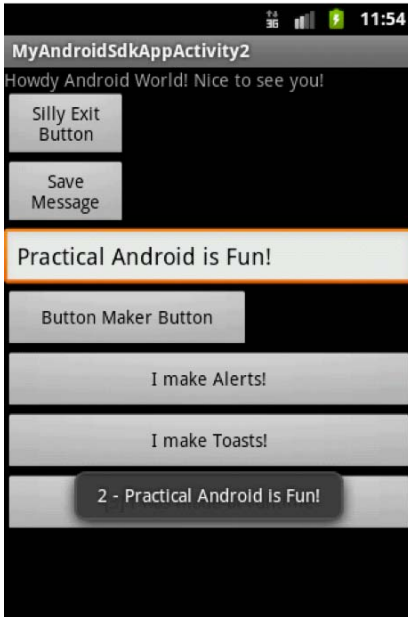 3G 11:54
MyAndroidSdkAppActivity2
Howdy Android World! Nice to see you!
Silly Exit
Button
Save
Message
Practical Android is Fun!
Button Maker Button
I make Alerts!
I make Toasts!
2 - Practical Android is Fun!